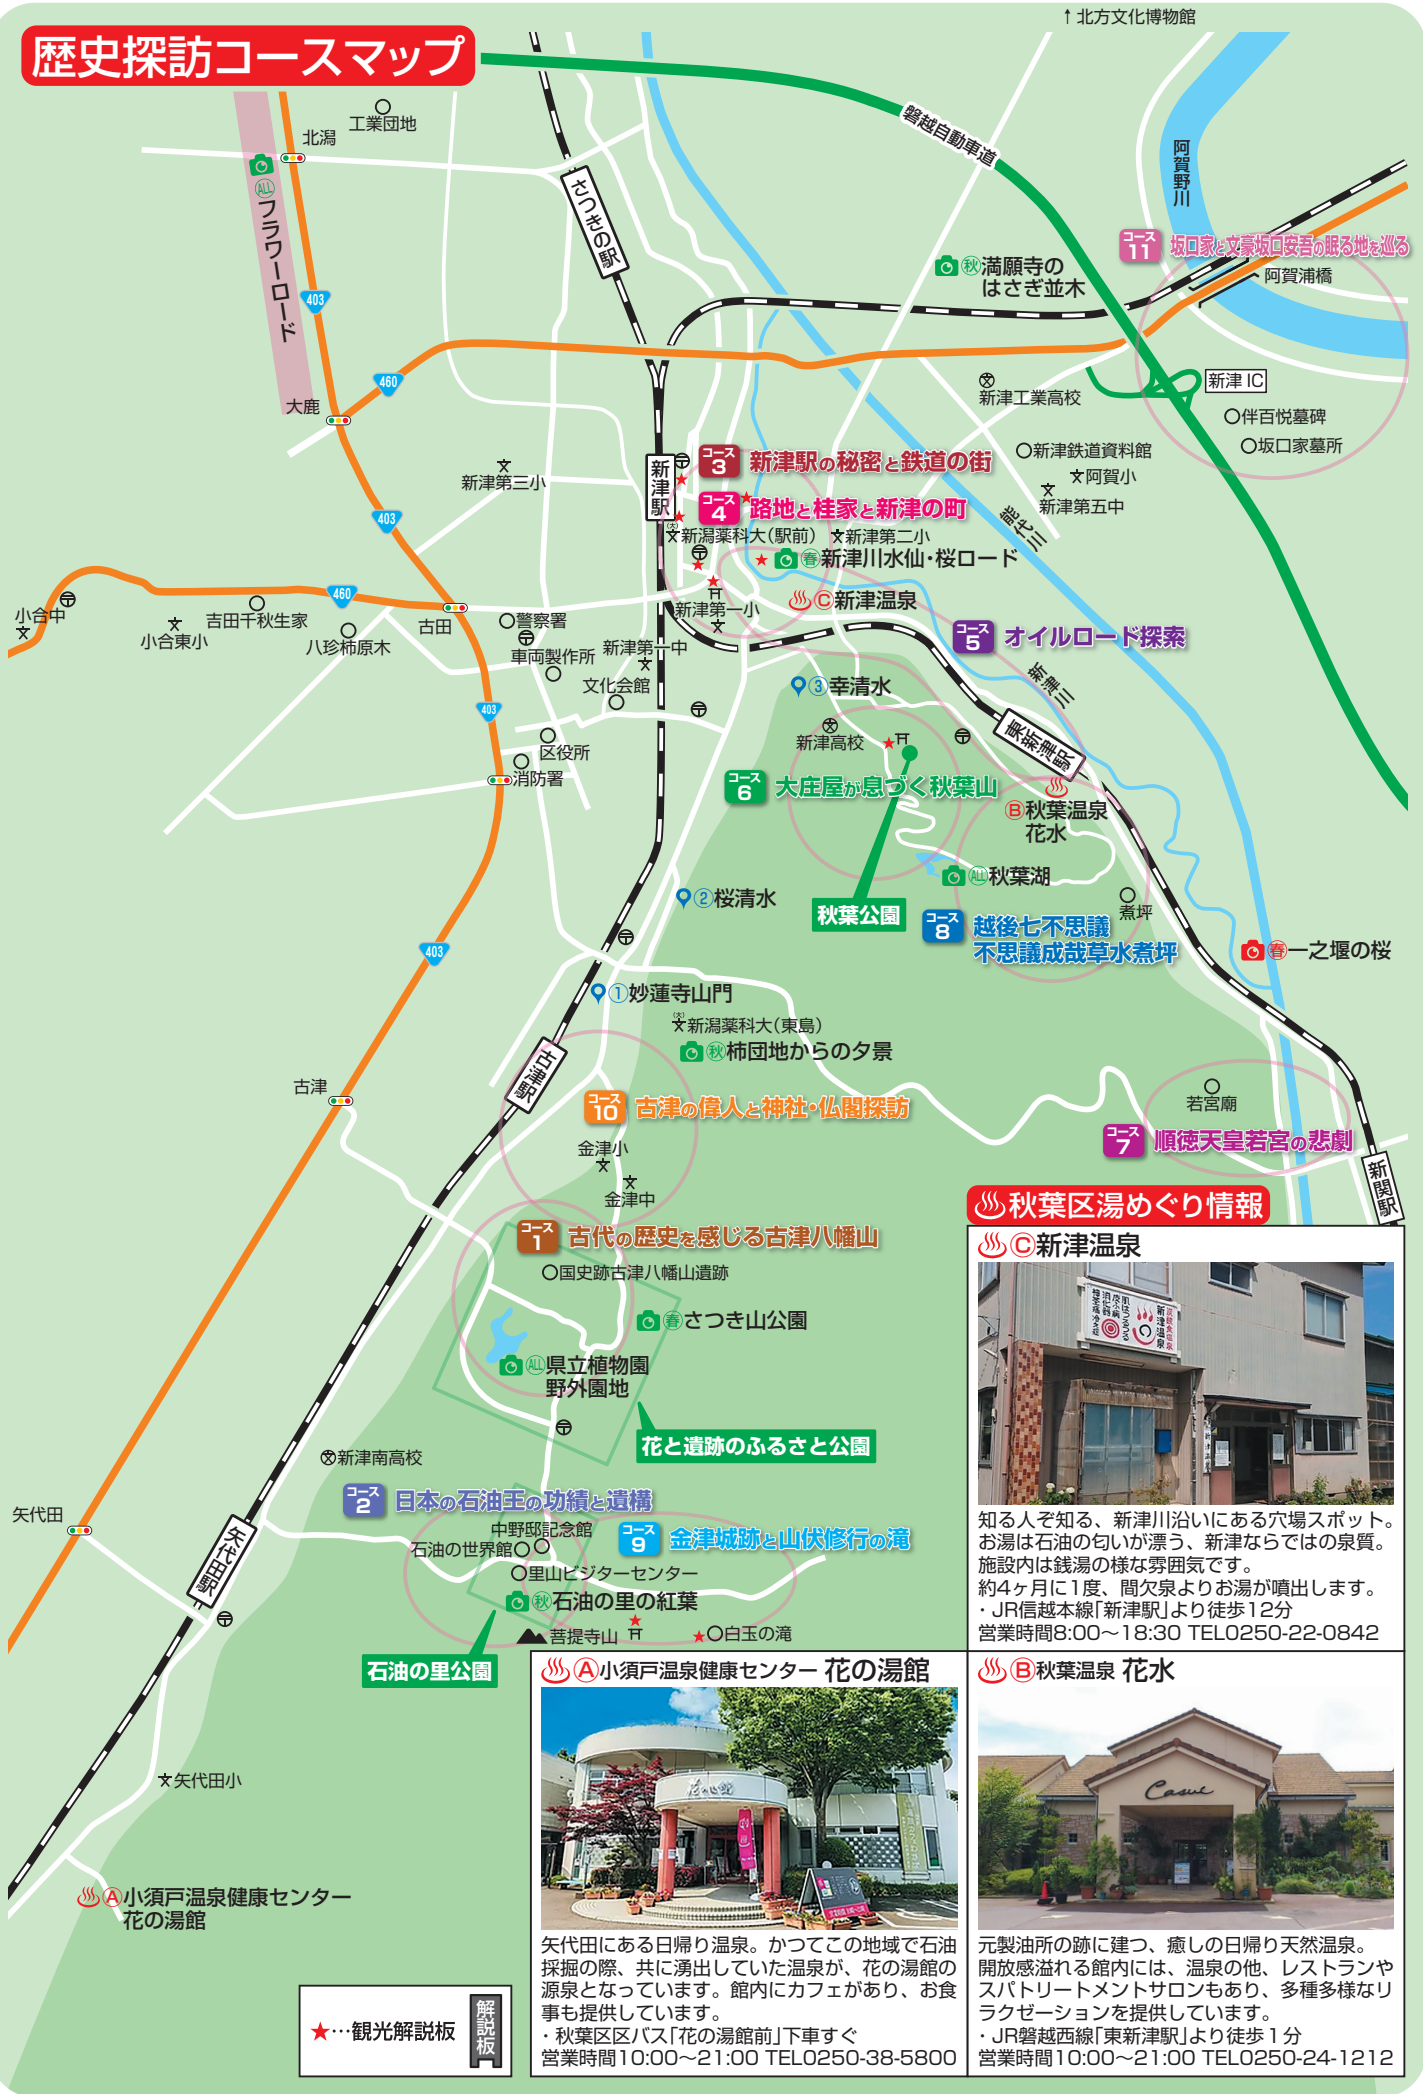 歴史探訪コースマップ
↑北方文化博物館
工業団地
北潟
ALL
フラワーロード
403
さつきの駅
磐越自動車道
阿賀野川
コース11
坂口家と文豪坂口安吾の眠る地を巡る
阿賀浦橋
秋 満願寺の
はさぎ並木
460
大鹿
新津IC
新津工業高校
伴百悦墓碑
坂口家墓所
新津鉄道資料館
阿賀小
新津第五中
能代川
新津第三小
新津駅
コース3
新津駅の秘密と鉄道の街
コース4
路地と桂家と新津の町
(大)
新潟薬科大(駅前)
新津第二小
春 新津川水仙・桜ロード
403
460
小合中
小合東小
吉田千秋生家
八珍柿原木
古田
警察署
車両製作所
新津第一小
新津第一中
文化会館
C新津温泉
コース5
オイルロード探索
新津川
③幸清水
新津高校
東新津駅
403
区役所
消防署
コース6
大庄屋が息づく秋葉山
B秋葉温泉
花水
ALL 秋葉湖
秋葉公園
煮坪
コース8
越後七不思議
不思議成哉草水煮坪
春 一之堰の桜
②桜清水
403
①妙蓮寺山門
(大)
新潟薬科大(東島)
秋 柿団地からの夕景
古津駅
古津
コース10
古津の偉人と神社・仏閣探訪
金津小
金津中
若宮廟
コース7
順徳天皇若宮の悲劇
新関駅
コース1
古代の歴史を感じる古津八幡山
国史跡古津八幡山遺跡
春 さつき山公園
ALL 県立植物園
野外園地
花と遺跡のふるさと公園
新津南高校
コース2
日本の石油王の功績と遺構
中野邸記念館
石油の世界館
里山ビジターセンター
コース9
金津城跡と山伏修行の滝
秋 石油の里の紅葉
菩提寺山
白玉の滝
石油の里公園
矢代田
矢代田駅
矢代田小
A小須戸温泉健康センター
花の湯館
★…観光解説板
解説板
秋葉区湯めぐり情報
C新津温泉
新津温泉
知る人ぞ知る、新津川沿いにある穴場スポット。
お湯は石油の匂いが漂う、新津ならではの泉質。
施設内は銭湯の様な雰囲気です。
約4ヶ月に1度、間欠泉よりお湯が噴出します。
・JR信越本線「新津駅」より徒歩12分
営業時間8:00〜18:30 TEL0250-22-0842
A小須戸温泉健康センター 花の湯館
花の湯館
矢代田にある日帰り温泉。かつてこの地域で石油
採掘の際、共に湧出していた温泉が、花の湯館の
源泉となっています。館内にカフェがあり、お食
事も提供しています。
・秋葉区区バス「花の湯館前」下車すぐ
営業時間10:00〜21:00 TEL0250-38-5800
B秋葉温泉 花水
Casui
元製油所の跡に建つ、癒しの日帰り天然温泉。
開放感溢れる館内には、温泉の他、レストランや
スパトリートメントサロンもあり、多種多様なリ
ラクゼーションを提供しています。
・JR磐越西線「東新津駅」より徒歩1分
営業時間10:00〜21:00 TEL0250-24-1212